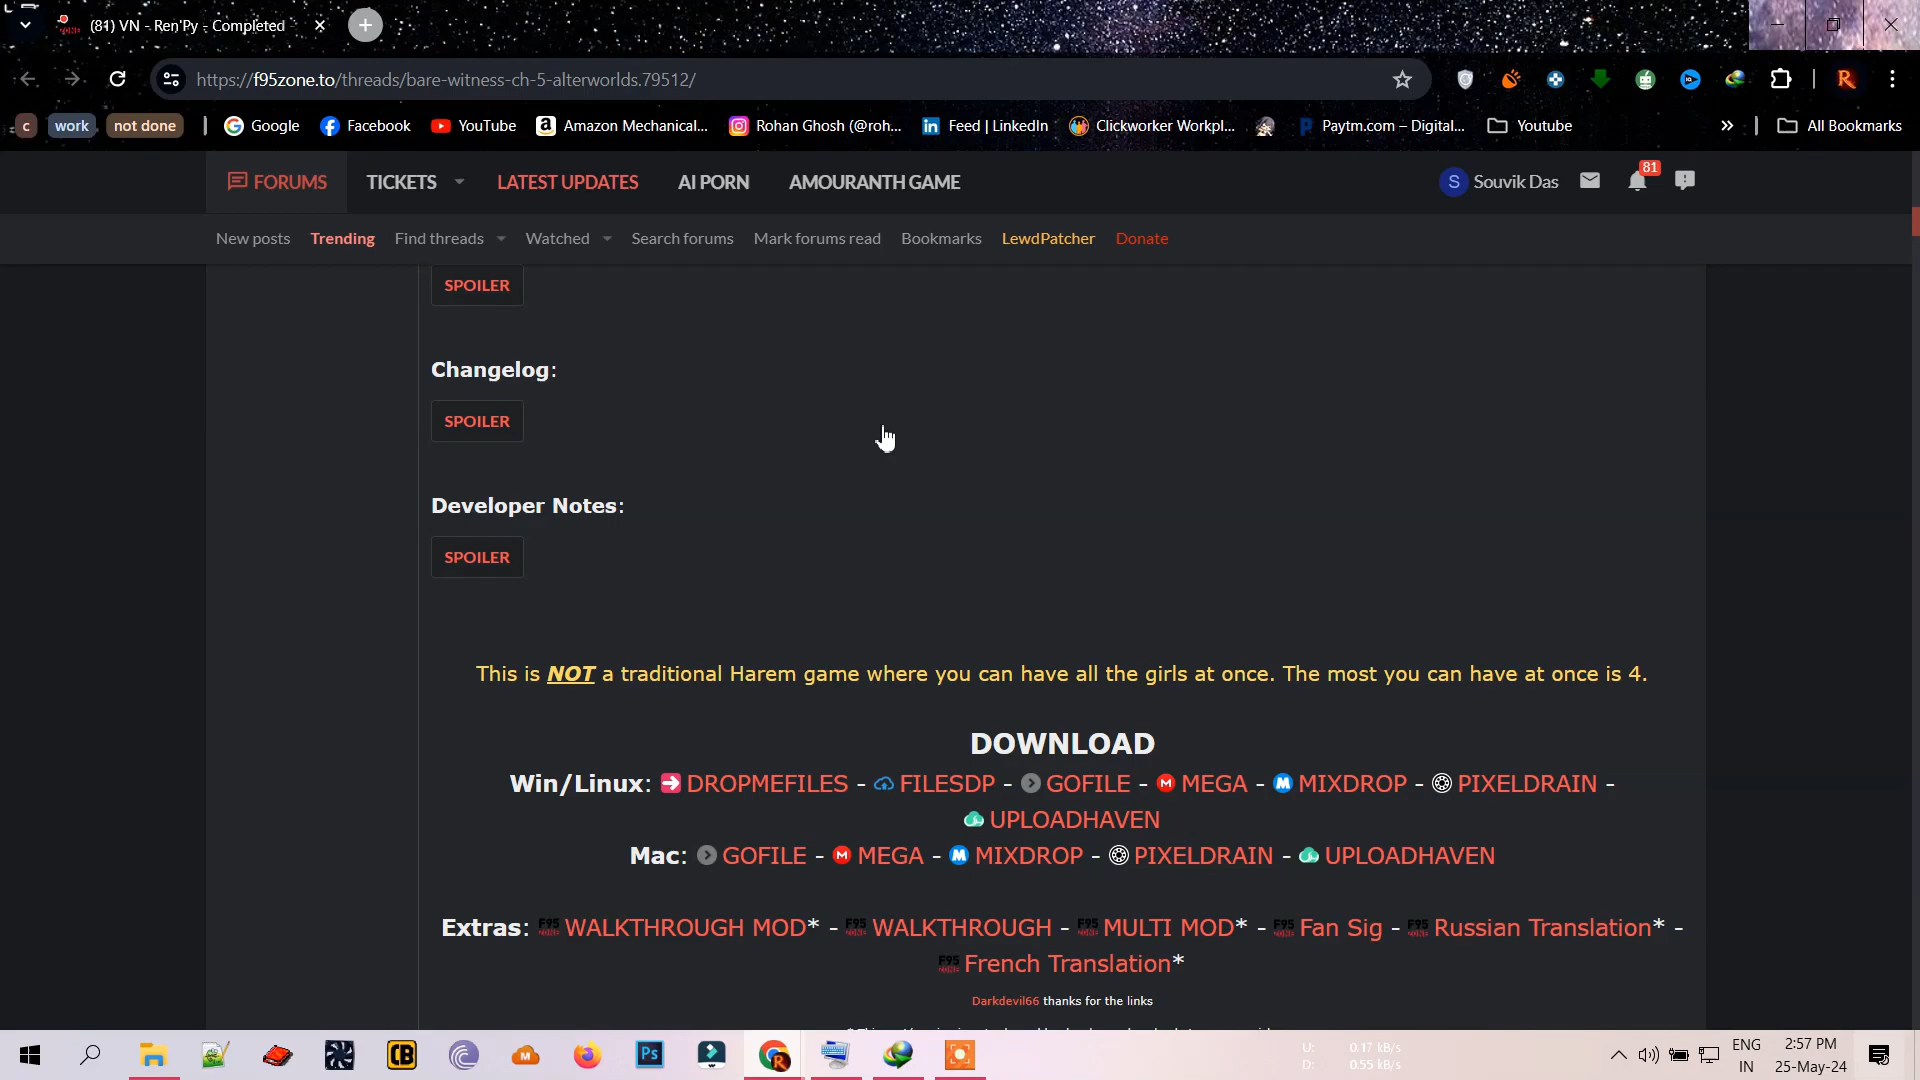 (81) VN - Ren'Py - Completed
https://f95zone.to/threads/bare-witness-ch-5-alterworlds.79512/
c work not done Google Facebook YouTube Amazon Mechanical... Rohan Ghosh (@roh... Feed | LinkedIn Clickworker Workpl... Paytm.com – Digital... Youtube » All Bookmarks
FORUMS TICKETS LATEST UPDATES AI PORN AMOURANTH GAME S Souvik Das 81
New posts Trending Find threads Watched Search forums Mark forums read Bookmarks LewdPatcher Donate
SPOILER
Changelog:
SPOILER
Developer Notes:
SPOILER
This is NOT a traditional Harem game where you can have all the girls at once. The most you can have at once is 4.
DOWNLOAD
Win/Linux: DROPMEFILES - FILESDP - GOFILE - MEGA - MIXDROP - PIXELDRAIN -
UPLOADHAVEN
Mac: GOFILE - MEGA - MIXDROP - PIXELDRAIN - UPLOADHAVEN
Extras: WALKTHROUGH MOD* - WALKTHROUGH - MULTI MOD* - Fan Sig - Russian Translation* -
French Translation*
Darkdevil66 thanks for the links
U: 0.17 kB/s
D: 0.55 kB/s
ENG
IN
2:57 PM
25-May-24